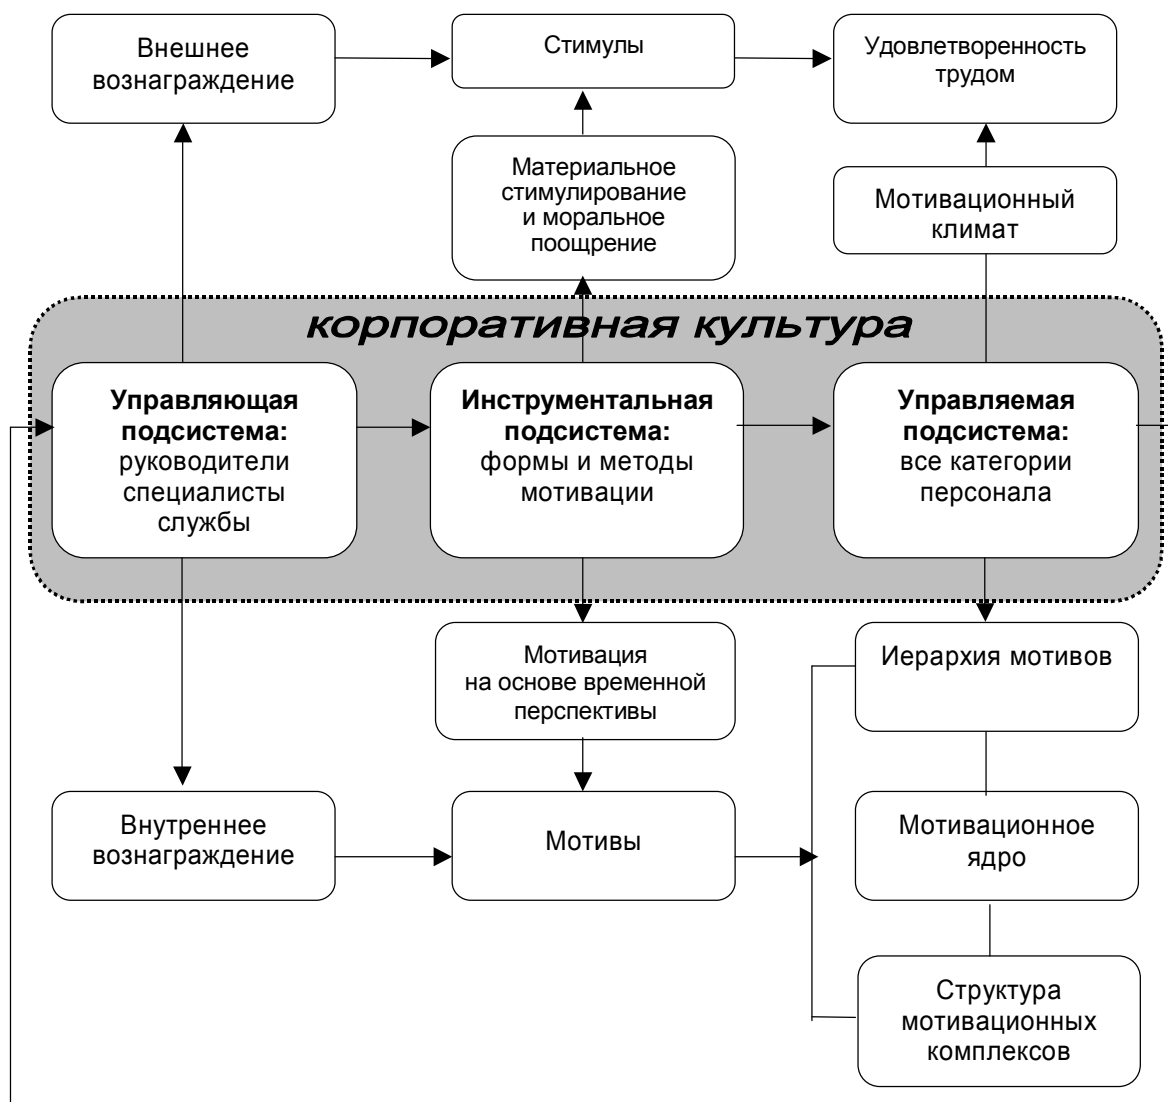 Внешнее
вознаграждение
Стимулы
Удовлетворенность
трудом
Материальное
стимулирование
и моральное
поощрение
Мотивационный
климат
корпоративная культура
Управляющая
подсистема:
руководители
специалисты
службы
Инструментальная
подсистема:
формы и методы
мотивации
Управляемая
подсистема:
все категории
персонала
Мотивация
на основе временной
перспективы
Иерархия мотивов
Внутреннее
вознаграждение
Мотивы
Мотивационное
ядро
Структура
мотивационных
комплексов